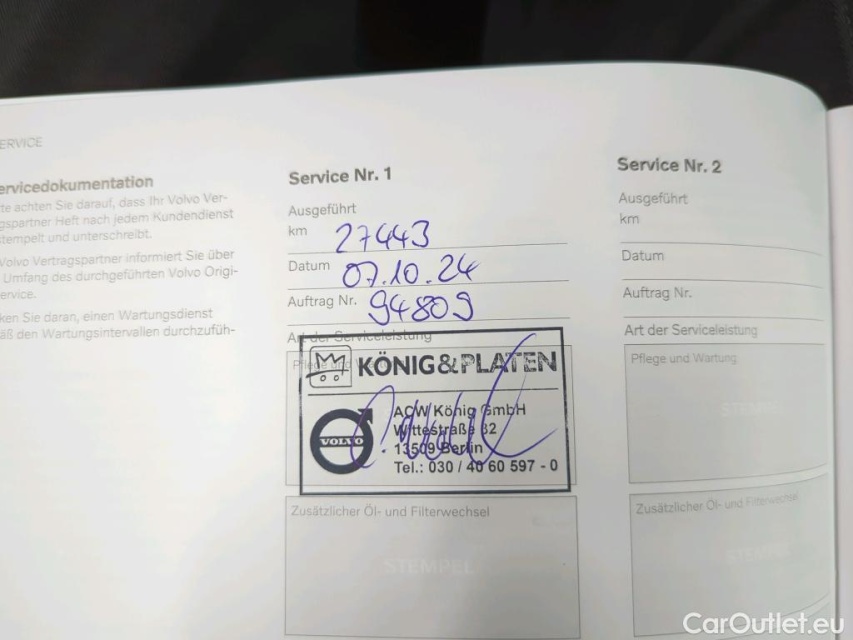 ERVICE
ervicedokumentation
te achten Sie darauf, dass Ihr Volvo Ver-
gspartner Heft nach jedem Kundendienst
tempelt und unterschreibt.
Volvo Vertragspartner informiert Sie über
Umfang des durchgeführten Volvo Origi-
ervice.
ken Sie daran, einen Wartungsdienst
äß den Wartungsintervallen durchzufüh-
Service Nr. 1
Ausgeführt
km 27443
Datum 07.10.24
Auftrag Nr. 94809
Art der Serviceleistung
KÖNIG&PLATEN
VOLVO
ACW König GmbH
Wittestraße 32
13509 Berlin
Tel.: 030 / 40 60 597 - 0
Zusätzlicher Öl- und Filterwechsel
STEMPEL
Service Nr. 2
Ausgeführt
km
Datum
Auftrag Nr.
Art der Serviceleistung
Pflege und Wartung
STEMPEL
Zusätzlicher Öl- und Filterwechsel
STEMPEL
CarOutlet.eu